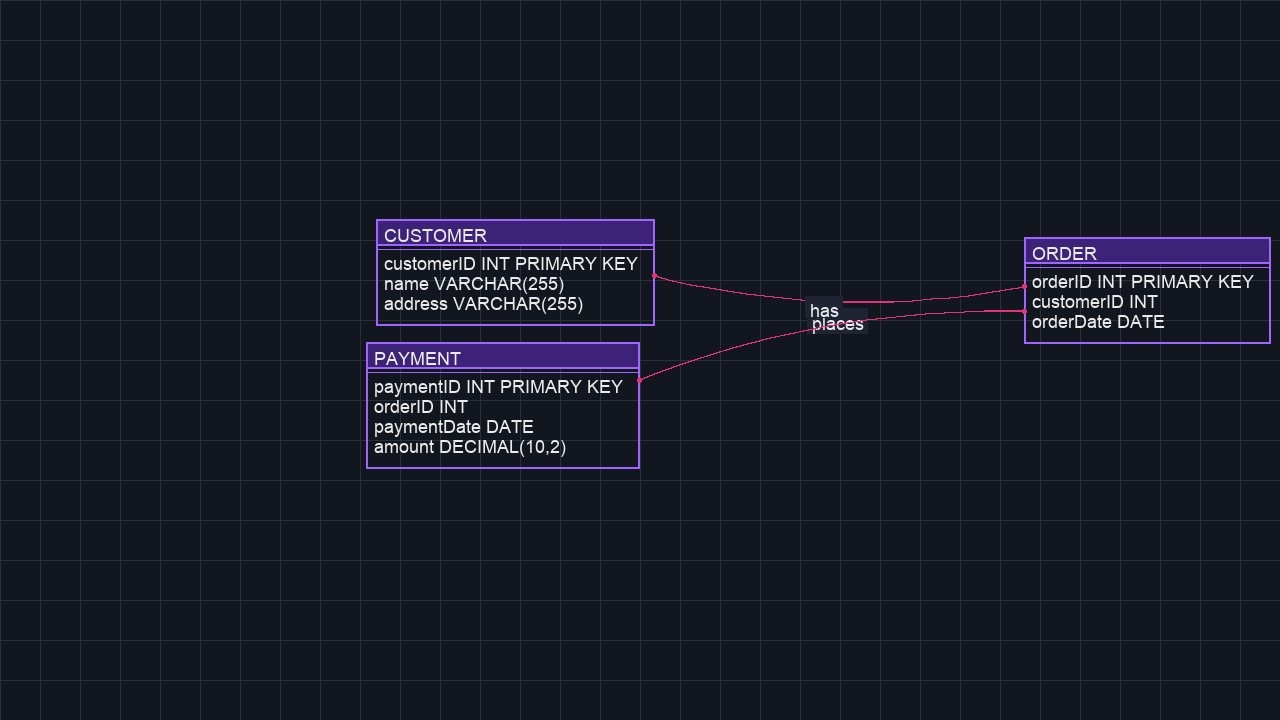 CUSTOMER
customerID INT PRIMARY KEY
name VARCHAR(255)
address VARCHAR(255)
PAYMENT
paymentID INT PRIMARY KEY
orderID INT
paymentDate DATE
amount DECIMAL(10,2)
has
places
ORDER
orderID INT PRIMARY KEY
customerID INT
orderDate DATE